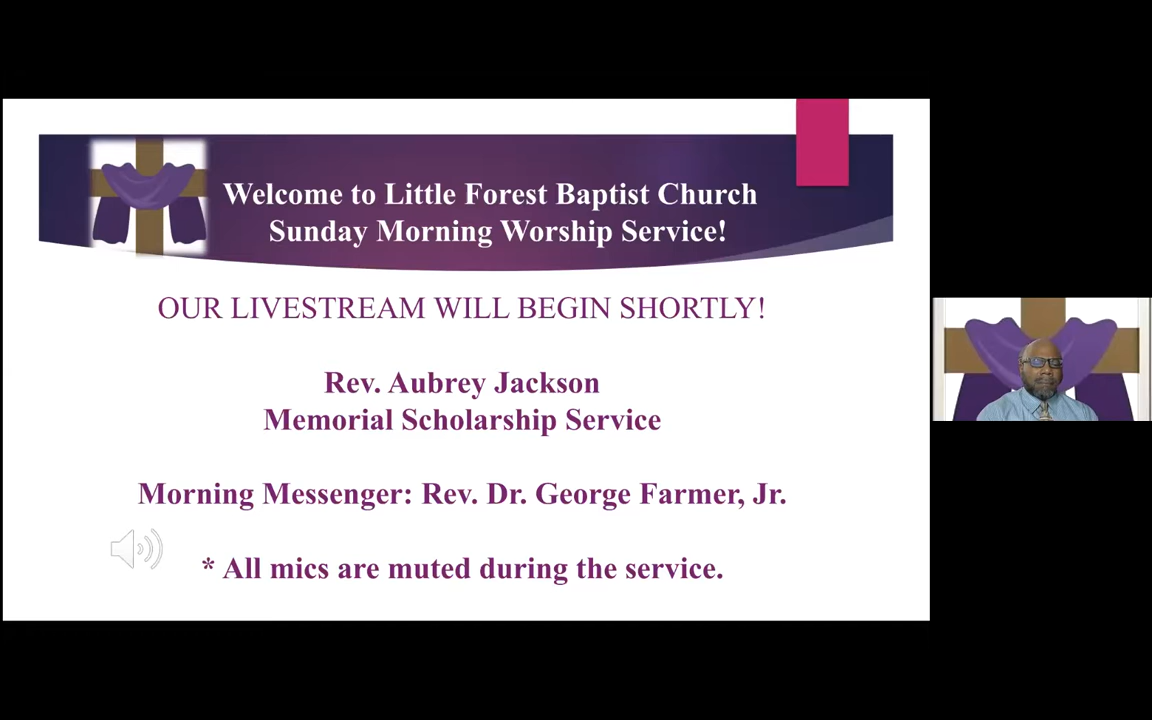 Welcome to Little Forest Baptist Church
Sunday Morning Worship Service!
OUR LIVESTREAM WILL BEGIN SHORTLY!
Rev. Aubrey Jackson
Memorial Scholarship Service
Morning Messenger: Rev. Dr. George Farmer, Jr.
* All mics are muted during the service.